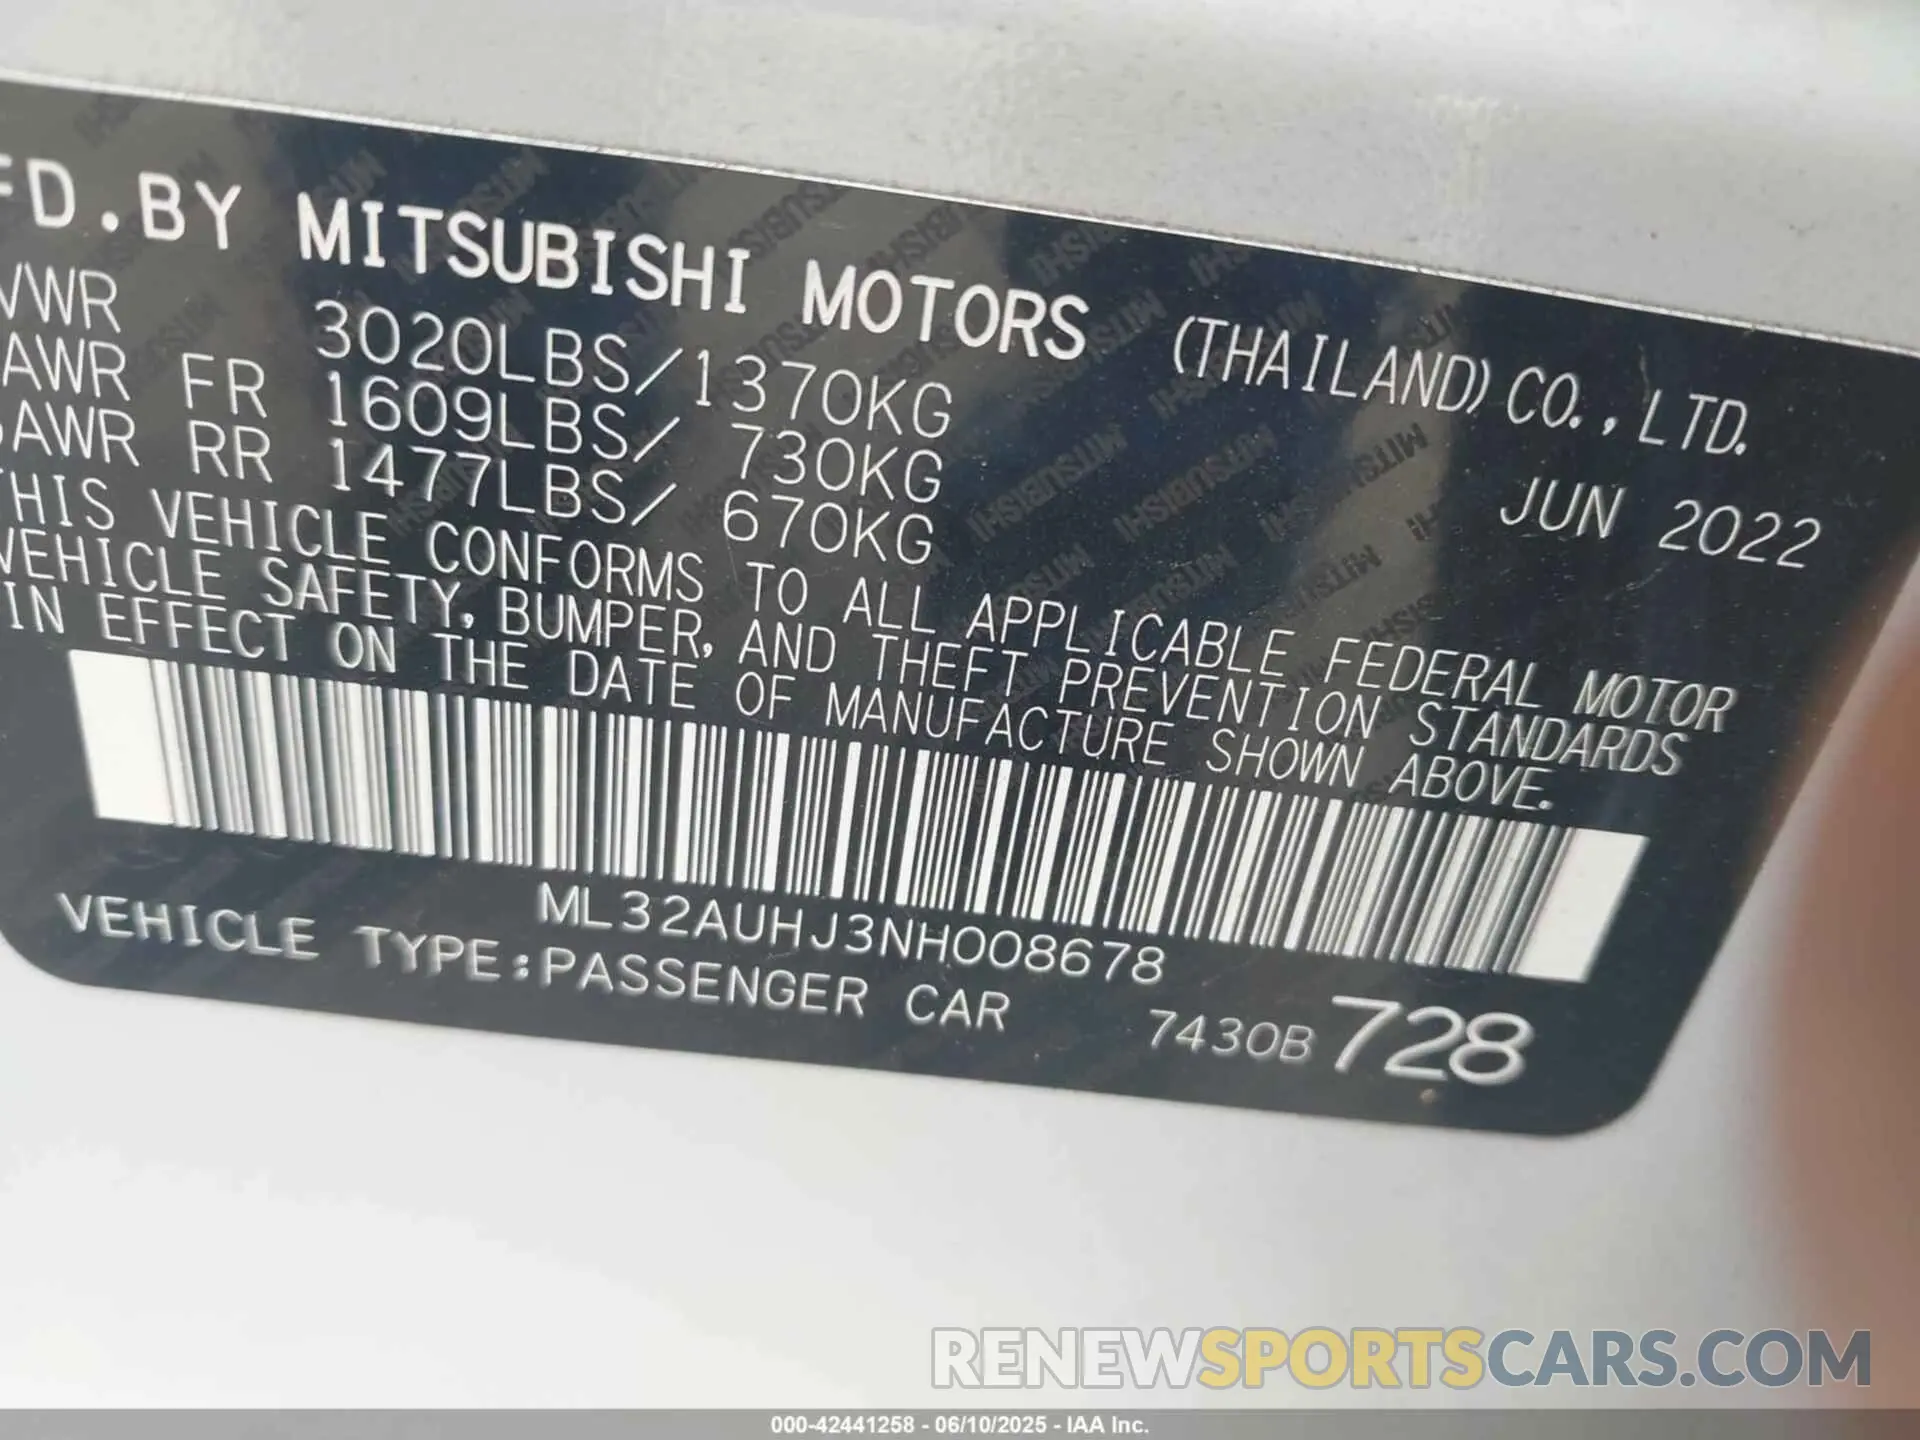 FD.BY MITSUBISHI MOTORS (THAILAND) CO., LTD.
VWR 3020LBS/1370KG JUN 2022
AWR FR 1609LBS/ 730KG
GAWR RR 1477LBS/ 670KG
THIS VEHICLE CONFORMS TO ALL APPLICABLE FEDERAL MOTOR
VEHICLE SAFETY, BUMPER, AND THEFT PREVENTION STANDARDS
IN EFFECT ON THE DATE OF MANUFACTURE SHOWN ABOVE.
ML32AUHJ3NH008678
VEHICLE TYPE:PASSENGER CAR 7430B 728
RENEWSPORTSCARS.COM
000-42441258 - 06/10/2025 - IAA Inc.